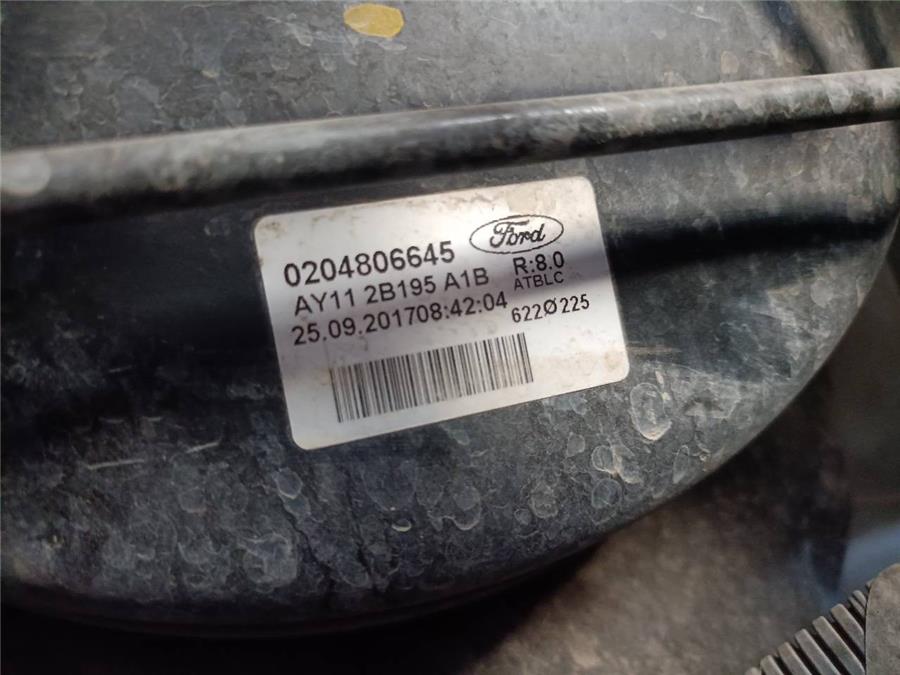 0204806645 Ford
AY11 2B195 A1B R:8.0
ATBLC
25.09.201708:42:04 622Ø225